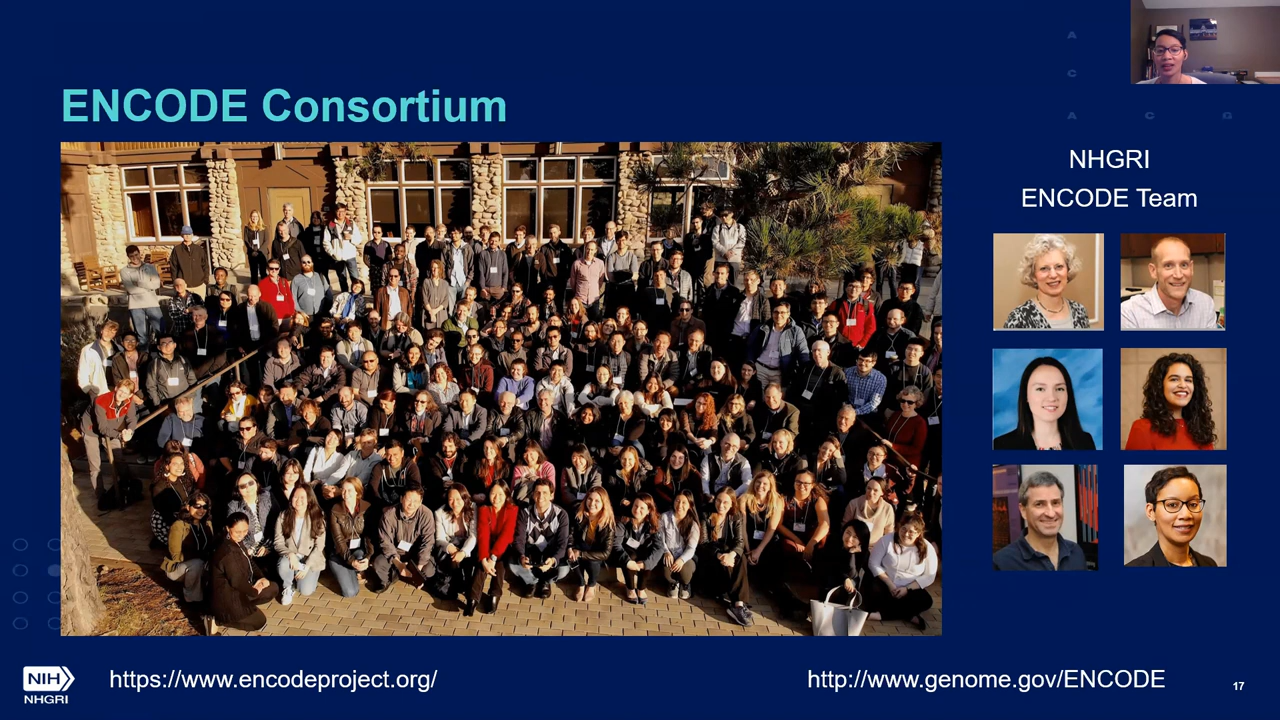 A
C
A C G
ENCODE Consortium
NHGRI
ENCODE Team
NIH
NHGRI
https://www.encodeproject.org/
http://www.genome.gov/ENCODE
17